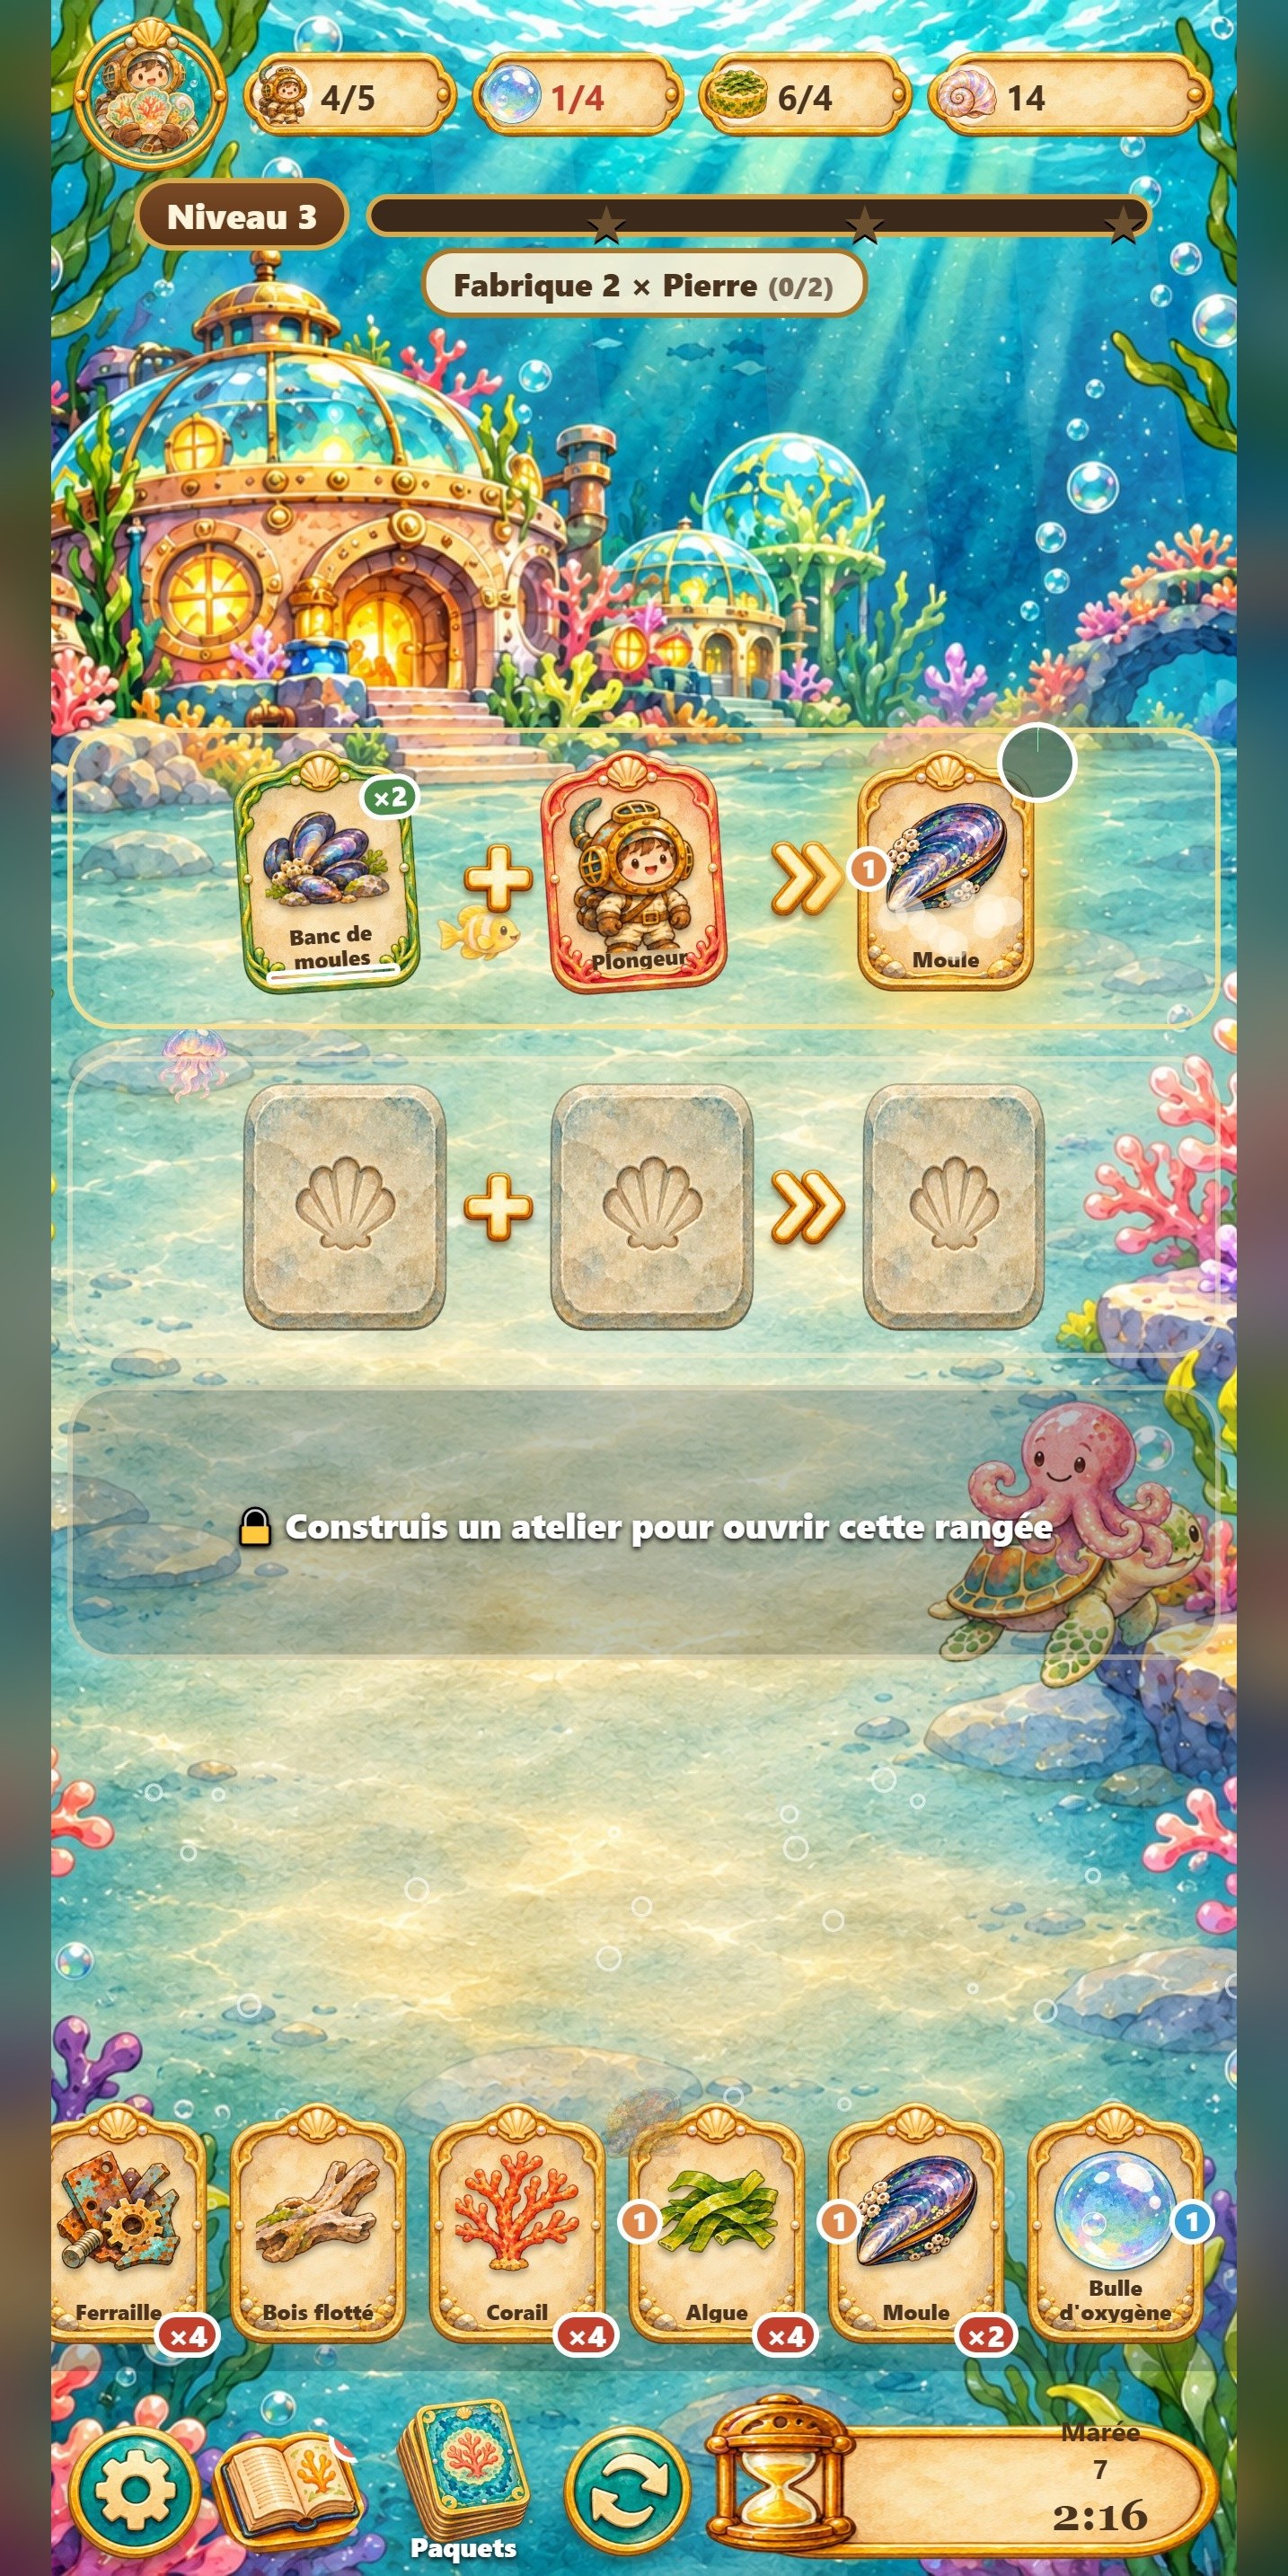 4/5
1/4
6/4
14
Niveau 3
Fabrique 2 × Pierre (0/2)
×2
Banc de
moules
Plongeur
1
Moule
Construis un atelier pour ouvrir cette rangée
Ferraille
×4
Bois flotté
Corail
×4
1
Algue
×4
1
Moule
×2
1
Bulle
d'oxygène
Paquets
Marée
7
2:16